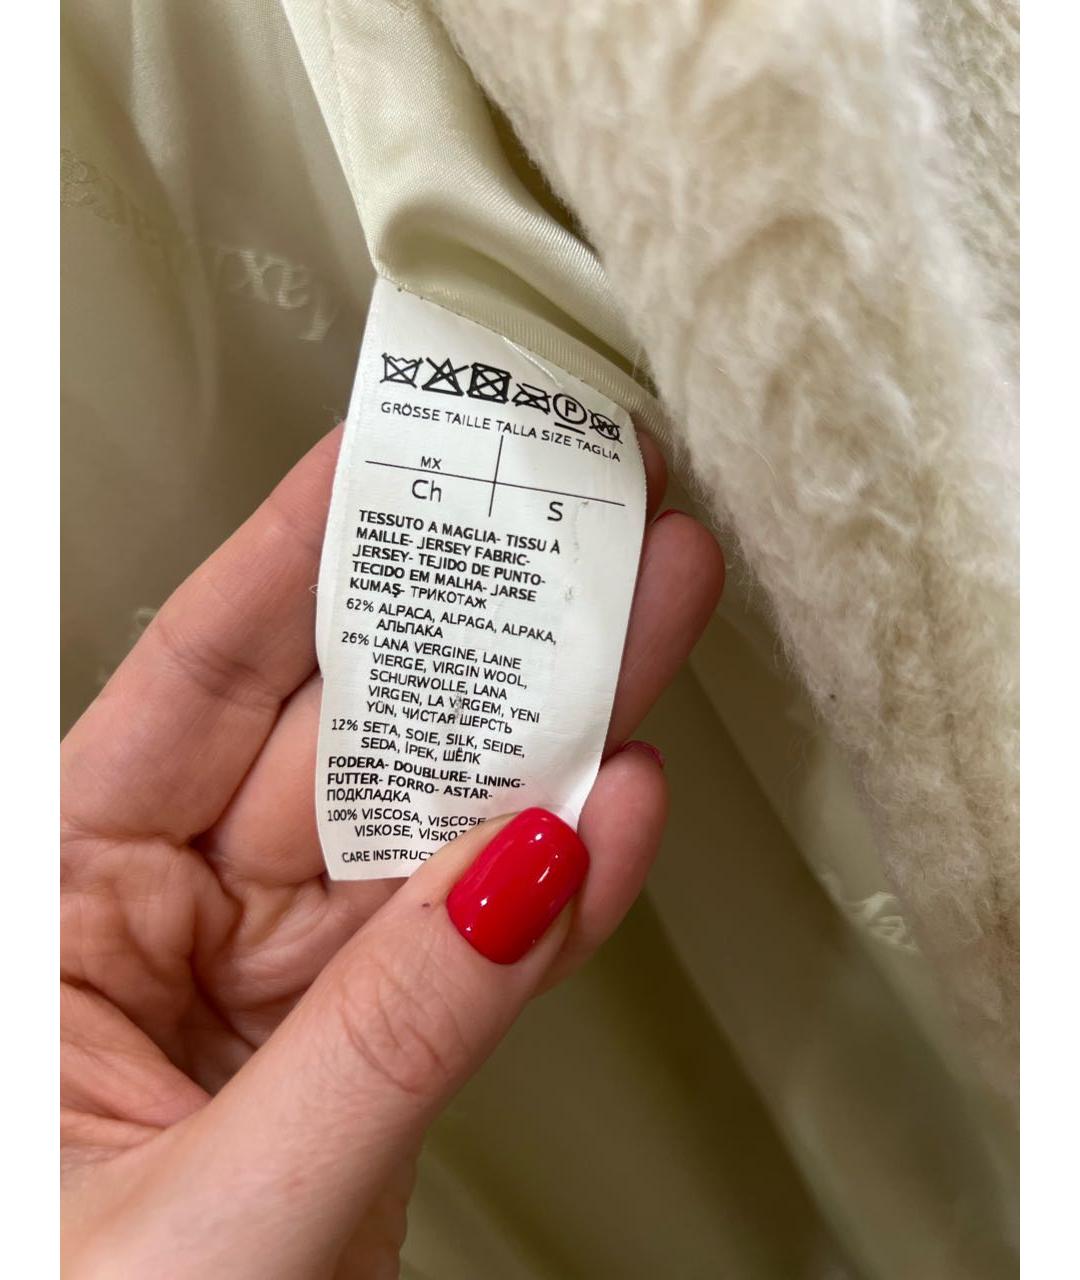 GRÖSSE TAILLE TALLA SIZE TAGLIA
MX
Ch
S
TESSUTO A MAGLIA- TISSU À
MAILLE- JERSEY FABRIC-
JERSEY- TEJIDO DE PUNTO-
TECIDO EM MALHA- JARSE
KUMAŞ- ТРИКОТАЖ
62% ALPACA, ALPAGA, ALPAKA,
АЛЬПАКА
26% LANA VERGINE, LAINE
VIERGE, VIRGIN WOOL,
SCHURWOLLE, LANA
VIRGEN, LA VIRGEM, YENI
YÜN, ЧИСТАЯ ШЕРСТЬ
12% SETA, SOIE, SILK, SEIDE,
SEDA, İPEK, ШЁЛК
FODERA- DOUBLURE- LINING-
FUTTER- FORRO- ASTAR-
ПОДКЛАДКА
100% VISCOSA, VISCOSE
VISKOSE, VİSKOZ
CARE INSTRUCT